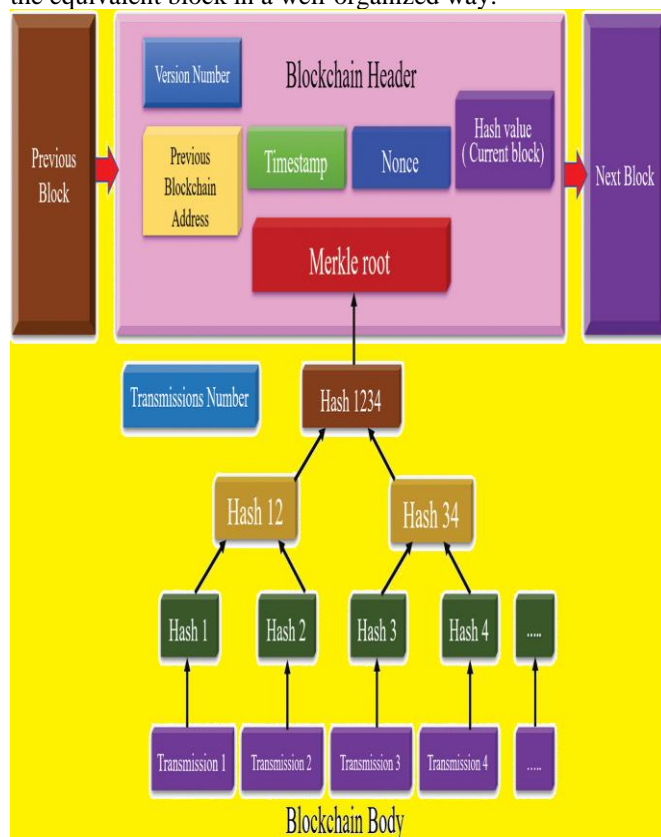 the equivalent block in a well-organized way.
Version Number
Blockchain Header
Previous
Block
Previous
Blockchain
Address
Timestamp
Nonce
Hash value
( Current block)
Next Block
Merkle root
Transmissions Number
Hash 1234
Hash 12
Hash 34
Hash 1
Hash 2
Hash 3
Hash 4
.....
Transmission 1
Transmission 2
Transmission 3
Transmission 4
.....
Blockchain Body